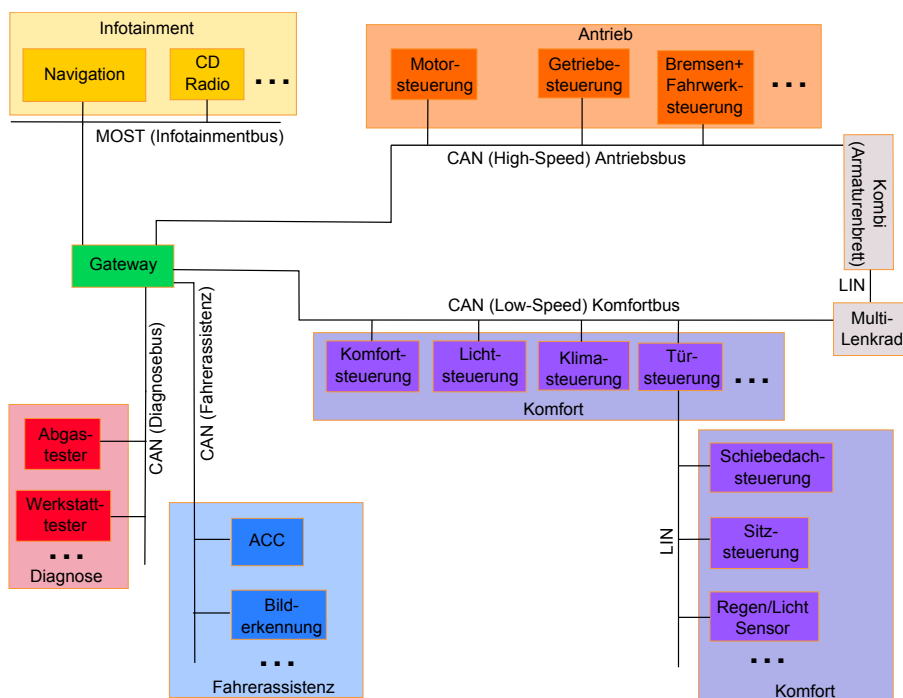 Infotainment
Navigation
CD
Radio
...
MOST (Infotainmentbus)
Antrieb
Motor-
steuerung
Getriebe-
steuerung
Bremsen+
Fahrwerk-
steuerung
...
CAN (High-Speed) Antriebsbus
Kombi
(Armaturenbrett)
LIN
Multi-
Lenkrad
Gateway
CAN (Low-Speed) Komfortbus
Komfort-
steuerung
Licht-
steuerung
Klima-
steuerung
Tür-
steuerung
...
Komfort
CAN (Diagnosebus)
CAN (Fahrerassistenz)
Abgas-
tester
Werkstatt-
tester
...
Diagnose
ACC
Bild-
erkennung
...
Fahrerassistenz
LIN
Schiebedach-
steuerung
Sitz-
steuerung
Regen/Licht
Sensor
...
Komfort